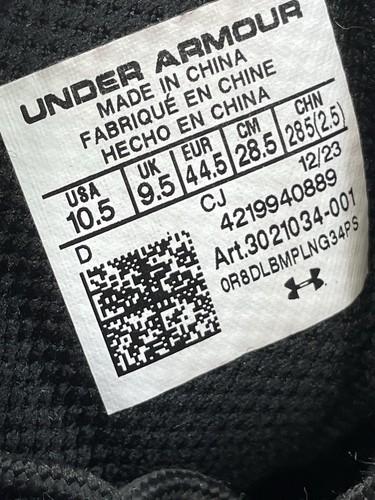 UNDER ARMOUR
MADE IN CHINA
FABRIQUÉ EN CHINE
HECHO EN CHINA
USA UK EUR CM CHN
10.5 9.5 44.5 28.5 285(2.5)
CJ 12/23
4219940889
D Art.3021034-001
0R8DLBMPLNG34PS